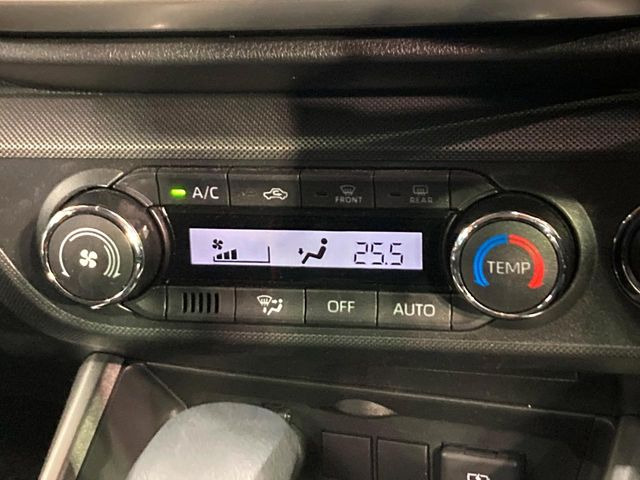 A/C
FRONT
REAR
25.5
TEMP
OFF
AUTO